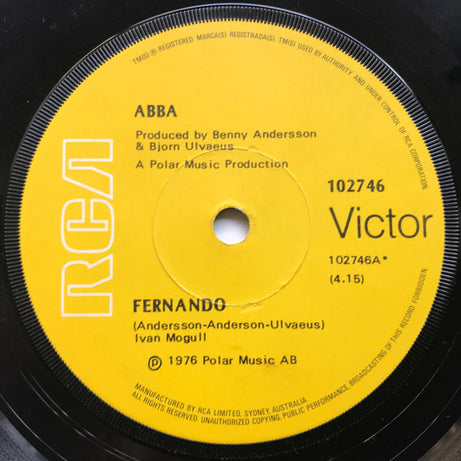 TM(S)® REGISTERED MARCA(S) REGISTRADA(S). TM(S) USED BY AUTHORITY AND UNDER CONTROL OF RCA CORPORATION
RCA
ABBA
Produced by Benny Andersson
& Bjorn Ulvaeus
A Polar Music Production
102746
Victor
102746A*
(4.15)
FERNANDO
(Andersson-Anderson-Ulvaeus)
Ivan Mogull
℗ 1976 Polar Music AB
MANUFACTURED BY RCA LIMITED, SYDNEY, AUSTRALIA.
ALL RIGHTS RESERVED. UNAUTHORIZED COPYING, PUBLIC PERFORMANCE BROADCASTING OF THIS RECORD FORBIDDEN.